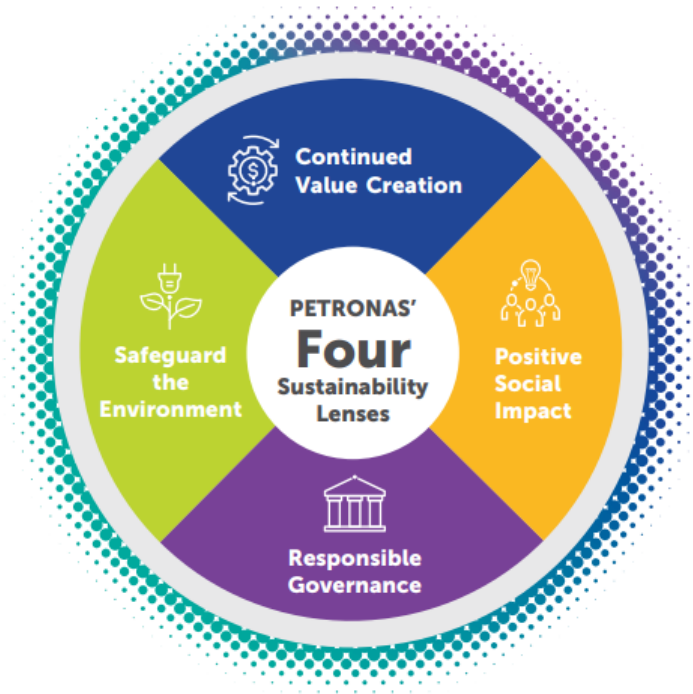 Continued
Value Creation
PETRONAS’
Four
Sustainability
Lenses
Safeguard
the
Environment
Positive
Social
Impact
Responsible
Governance
$